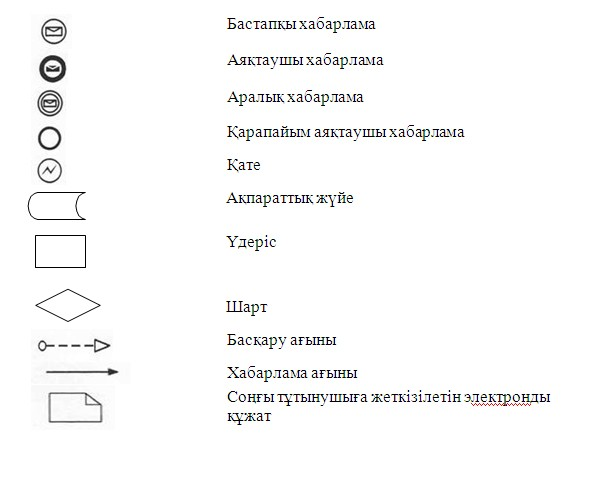 Бастапқы хабарлама
Аяқтаушы хабарлама
Аралық хабарлама
Қарапайым аяқтаушы хабарлама
Қате
Ақпараттық жүйе
Үдеріс
Шарт
Басқару ағыны
Хабарлама ағыны
Соңғы тұтынушыға жеткізілетін электронды
құжат